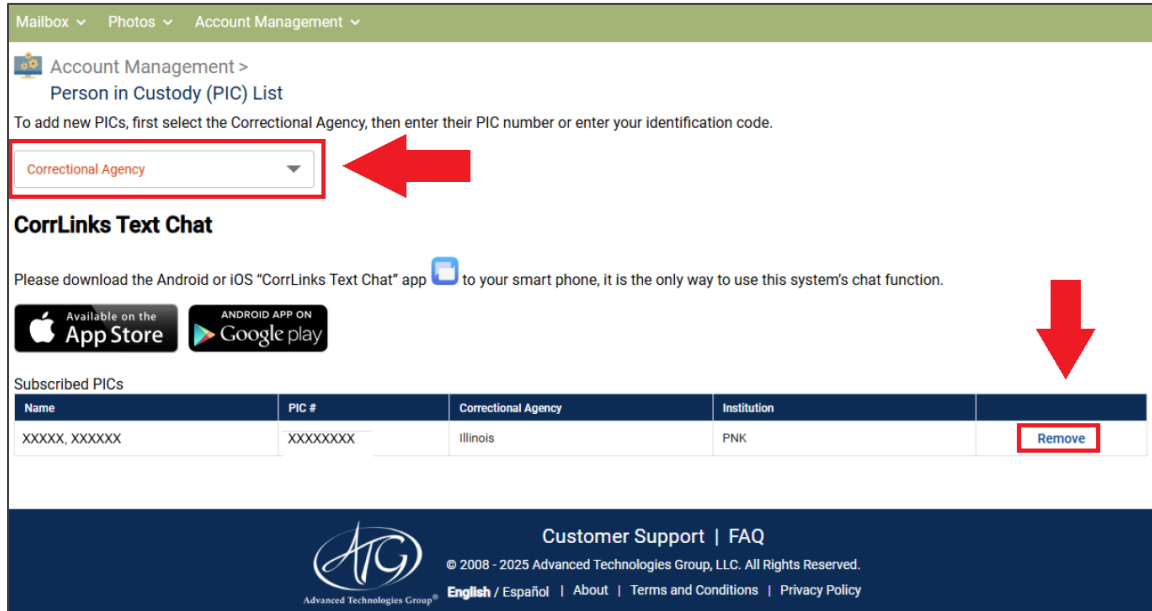 Mailbox Photos Account Management
Account Management >
Person in Custody (PIC) List
To add new PICs, first select the Correctional Agency, then enter their PIC number or enter your identification code.
Correctional Agency
CorrLinks Text Chat
Please download the Android or iOS “CorrLinks Text Chat” app to your smart phone, it is the only way to use this system’s chat function.
Available on the
App Store
ANDROID APP ON
Google play
Subscribed PICs
Name PIC # Correctional Agency Institution
XXXXX, XXXXXX XXXXXXXX Illinois PNK Remove
ATG
Advanced Technologies Group®
Customer Support | FAQ
© 2008 - 2025 Advanced Technologies Group, LLC. All Rights Reserved.
English / Español | About | Terms and Conditions | Privacy Policy